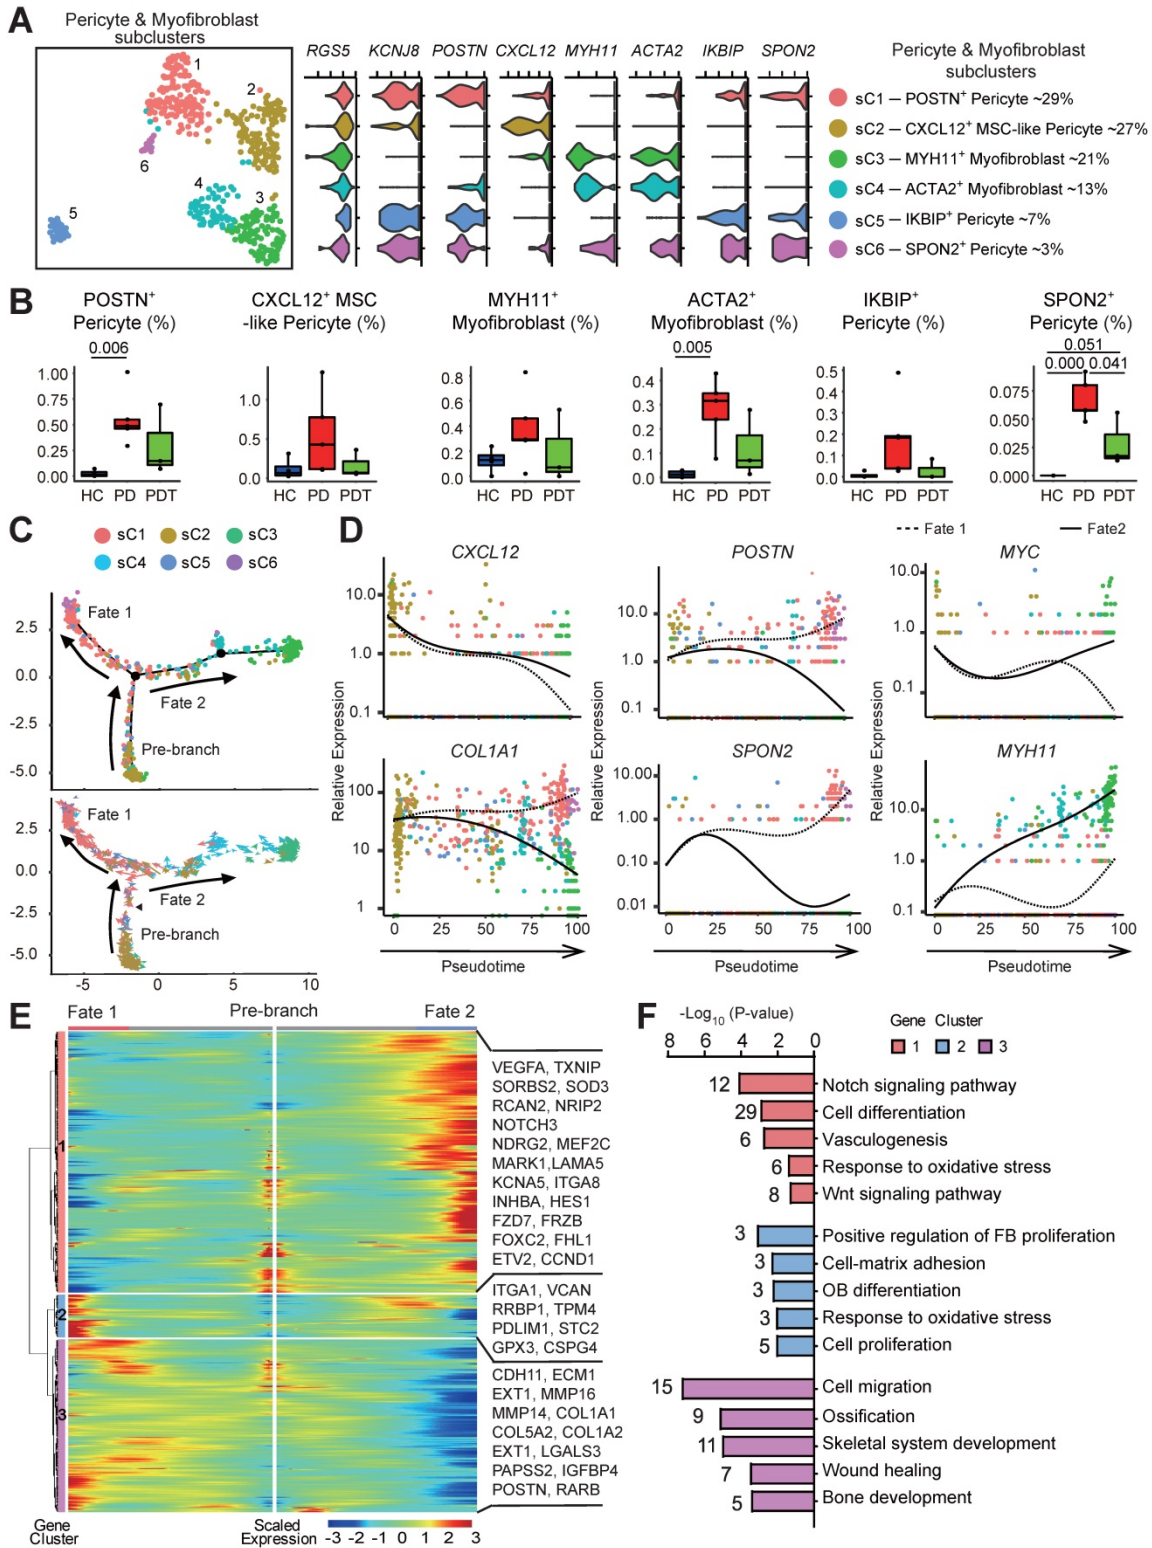 A
Pericyte & Myofibroblast
subclusters
1
2
3
4
5
6
RGS5 KCNJ8 POSTN CXCL12 MYH11 ACTA2 IKBIP SPON2
Pericyte & Myofibroblast
subclusters
sC1 — POSTN+ Pericyte ~29%
sC2 — CXCL12+ MSC-like Pericyte ~27%
sC3 — MYH11+ Myofibroblast ~21%
sC4 — ACTA2+ Myofibroblast ~13%
sC5 — IKBIP+ Pericyte ~7%
sC6 — SPON2+ Pericyte ~3%
B
POSTN+
Pericyte (%)
0.006
1.00
0.75
0.50
0.25
0.00
HC PD PDT
CXCL12+ MSC
-like Pericyte (%)
1.0
0.5
0.0
HC PD PDT
MYH11+
Myofibroblast (%)
0.8
0.6
0.4
0.2
0.0
HC PD PDT
ACTA2+
Myofibroblast (%)
0.005
0.4
0.3
0.2
0.1
0.0
HC PD PDT
IKBIP+
Pericyte (%)
0.5
0.4
0.3
0.2
0.1
0.0
HC PD PDT
SPON2+
Pericyte (%)
0.051
0.000 0.041
0.075
0.050
0.025
0.000
HC PD PDT
C
sC1 sC2 sC3
sC4 sC5 sC6
Fate 1
Fate 2
Pre-branch
2.5
0.0
-2.5
-5.0
Fate 1
Fate 2
Pre-branch
2.5
0.0
-2.5
-5.0
-5 0 5 10
D
Fate 1 Fate2
Relative Expression
CXCL12
10.0
1.0
0.1
COL1A1
100
10
1
0 25 50 75 100
Pseudotime
Relative Expression
POSTN
10.0
1.0
0.1
SPON2
10.00
1.00
0.10
0.01
0 25 50 75 100
Pseudotime
Relative Expression
MYC
10.0
1.0
0.1
MYH11
10.0
1.0
0.1
0 25 50 75 100
Pseudotime
E
Fate 1 Pre-branch Fate 2
1
2
3
VEGFA, TXNIP
SORBS2, SOD3
RCAN2, NRIP2
NOTCH3
NDRG2, MEF2C
MARK1,LAMA5
KCNA5, ITGA8
INHBA, HES1
FZD7, FRZB
FOXC2, FHL1
ETV2, CCND1
ITGA1, VCAN
RRBP1, TPM4
PDLIM1, STC2
GPX3, CSPG4
CDH11, ECM1
EXT1, MMP16
MMP14, COL1A1
COL5A2, COL1A2
EXT1, LGALS3
PAPSS2, IGFBP4
POSTN, RARB
Gene
Cluster
Scaled
Expression
-3 -2 -1 0 1 2 3
F
-Log10 (P-value)
8 6 4 2 0
Gene Cluster
1 2 3
12 Notch signaling pathway
29 Cell differentiation
6 Vasculogenesis
6 Response to oxidative stress
8 Wnt signaling pathway
3 Positive regulation of FB proliferation
3 Cell-matrix adhesion
3 OB differentiation
3 Response to oxidative stress
5 Cell proliferation
15 Cell migration
9 Ossification
11 Skeletal system development
7 Wound healing
5 Bone development